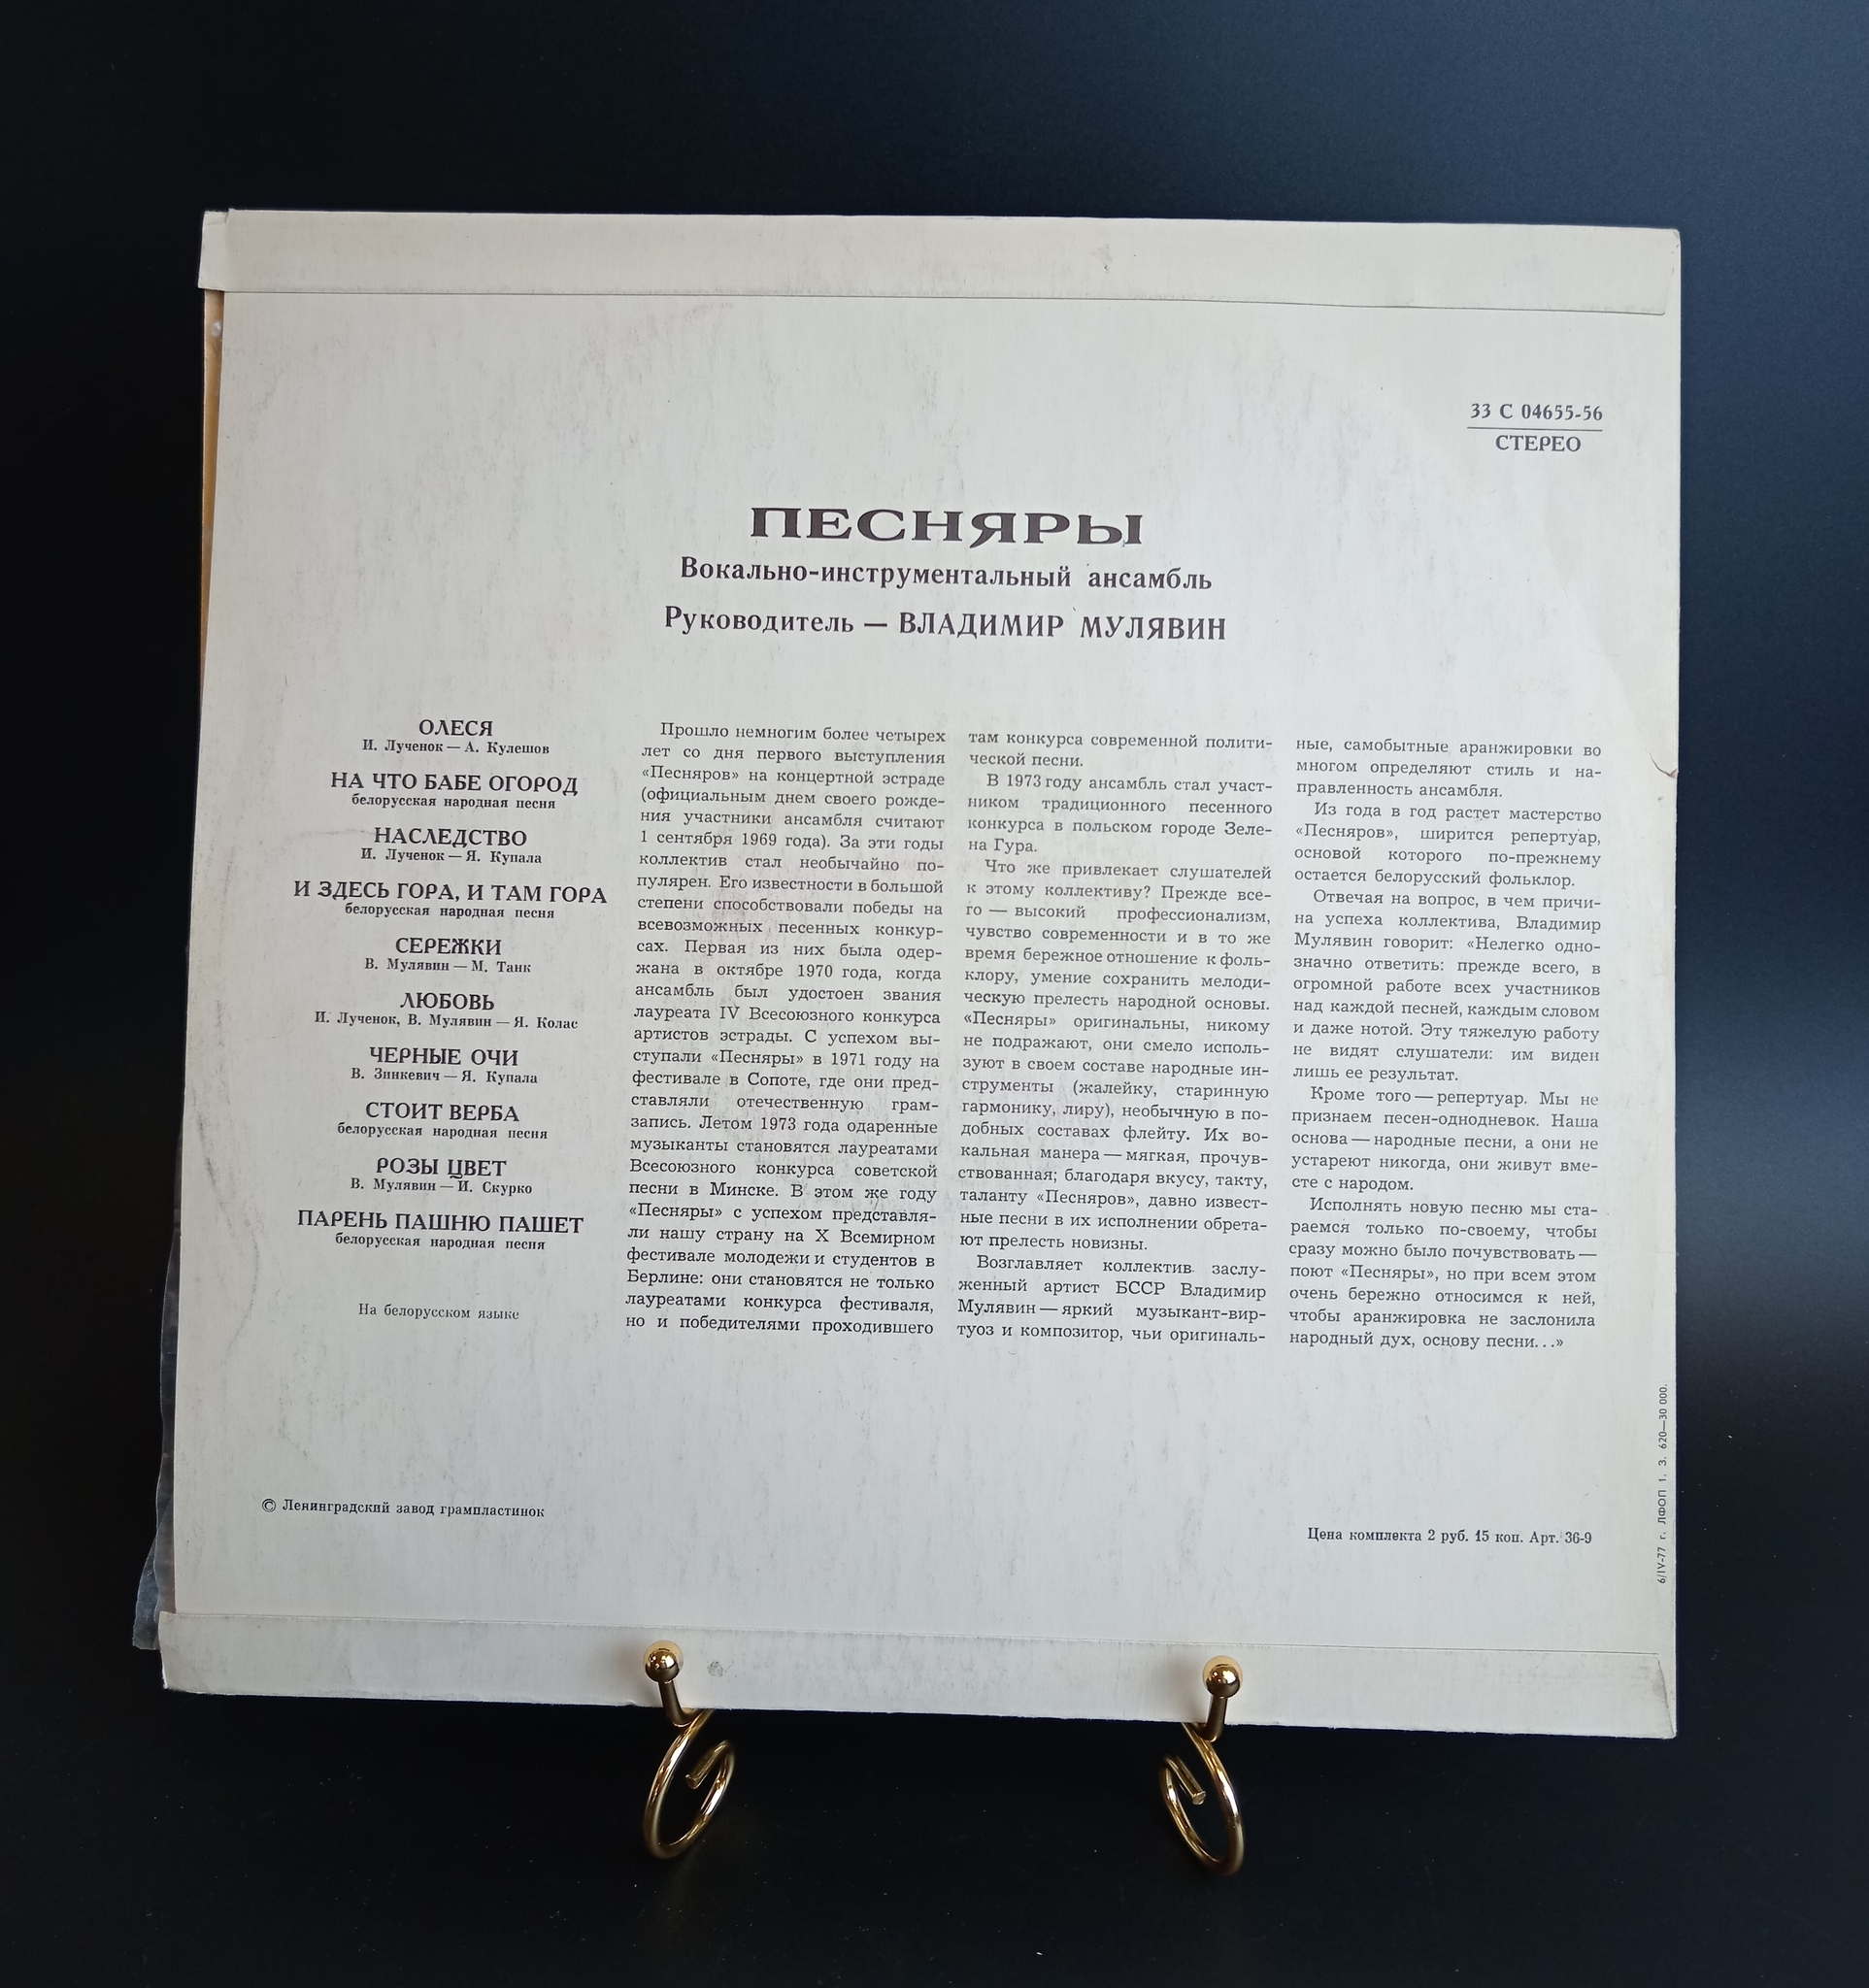 33 С 04655-56
СТЕРЕО
ПЕСНЯРЫ
Вокально-инструментальный ансамбль
Руководитель — ВЛАДИМИР МУЛЯВИН
ОЛЕСЯ
И. Лученок — А. Кулешов
НА ЧТО БАБЕ ОГОРОД
белорусская народная песня
НАСЛЕДСТВО
И. Лученок — Я. Купала
И ЗДЕСЬ ГОРА, И ТАМ ГОРА
белорусская народная песня
СЕРЕЖКИ
В. Мулявин — М. Танк
ЛЮБОВЬ
И. Лученок, В. Мулявин — Я. Колас
ЧЕРНЫЕ ОЧИ
В. Зинкевич — Я. Купала
СТОИТ ВЕРБА
белорусская народная песня
РОЗЫ ЦВЕТ
В. Мулявин — И. Скурко
ПАРЕНЬ ПАШНЮ ПАШЕТ
белорусская народная песня
На белорусском языке
Прошло немногим более четырех
лет со дня первого выступления
«Песняров» на концертной эстраде
(официальным днем своего рожде-
ния участники ансамбля считают
1 сентября 1969 года). За эти годы
коллектив стал необычайно по-
пулярен. Его известности в большой
степени способствовали победы на
всевозможных песенных конкур-
сах. Первая из них была одер-
жана в октябре 1970 года, когда
ансамбль был удостоен звания
лауреата IV Всесоюзного конкурса
артистов эстрады. С успехом вы-
ступали «Песняры» в 1971 году на
фестивале в Сопоте, где они пред-
ставляли отечественную грам-
запись. Летом 1973 года одаренные
музыканты становятся лауреатами
Всесоюзного конкурса советской
песни в Минске. В этом же году
«Песняры» с успехом представля-
ли нашу страну на X Всемирном
фестивале молодежи и студентов в
Берлине: они становятся не только
лауреатами конкурса фестиваля,
но и победителями проходившего
там конкурса современной полити-
ческой песни.
В 1973 году ансамбль стал участ-
ником традиционного песенного
конкурса в польском городе Зеле-
на Гура.
Что же привлекает слушателей
к этому коллективу? Прежде все-
го — высокий профессионализм,
чувство современности и в то же
время бережное отношение к фоль-
клору, умение сохранить мелоди-
ческую прелесть народной основы.
«Песняры» оригинальны, никому
не подражают, они смело исполь-
зуют в своем составе народные ин-
струменты (жалейку, старинную
гармонику, лиру), необычную в по-
добных составах флейту. Их во-
кальная манера — мягкая, прочув-
ствованная; благодаря вкусу, такту,
таланту «Песняров», давно извест-
ные песни в их исполнении обрета-
ют прелесть новизны.
Возглавляет коллектив заслу-
женный артист БССР Владимир
Мулявин — яркий музыкант-вир-
туоз и композитор, чьи оригиналь-
ные, самобытные аранжировки во
многом определяют стиль и на-
правленность ансамбля.
Из года в год растет мастерство
«Песняров», ширится репертуар,
основой которого по-прежнему
остается белорусский фольклор.
Отвечая на вопрос, в чем причи-
на успеха коллектива, Владимир
Мулявин говорит: «Нелегко одно-
значно ответить: прежде всего, в
огромной работе всех участников
над каждой песней, каждым словом
и даже нотой. Эту тяжелую работу
не видят слушатели: им виден
лишь ее результат.
Кроме того — репертуар. Мы не
признаем песен-однодневок. Наша
основа — народные песни, а они не
устареют никогда, они живут вме-
сте с народом.
Исполнять новую песню мы ста-
раемся только по-своему, чтобы
сразу можно было почувствовать —
поют «Песняры», но при всем этом
очень бережно относимся к ней,
чтобы аранжировка не заслонила
народный дух, основу песни...»
© Ленинградский завод грампластинок
Цена комплекта 2 руб. 15 коп. Арт. 36-9
6/IV-77 г. ЛФОП 1. З. 620—30 000.